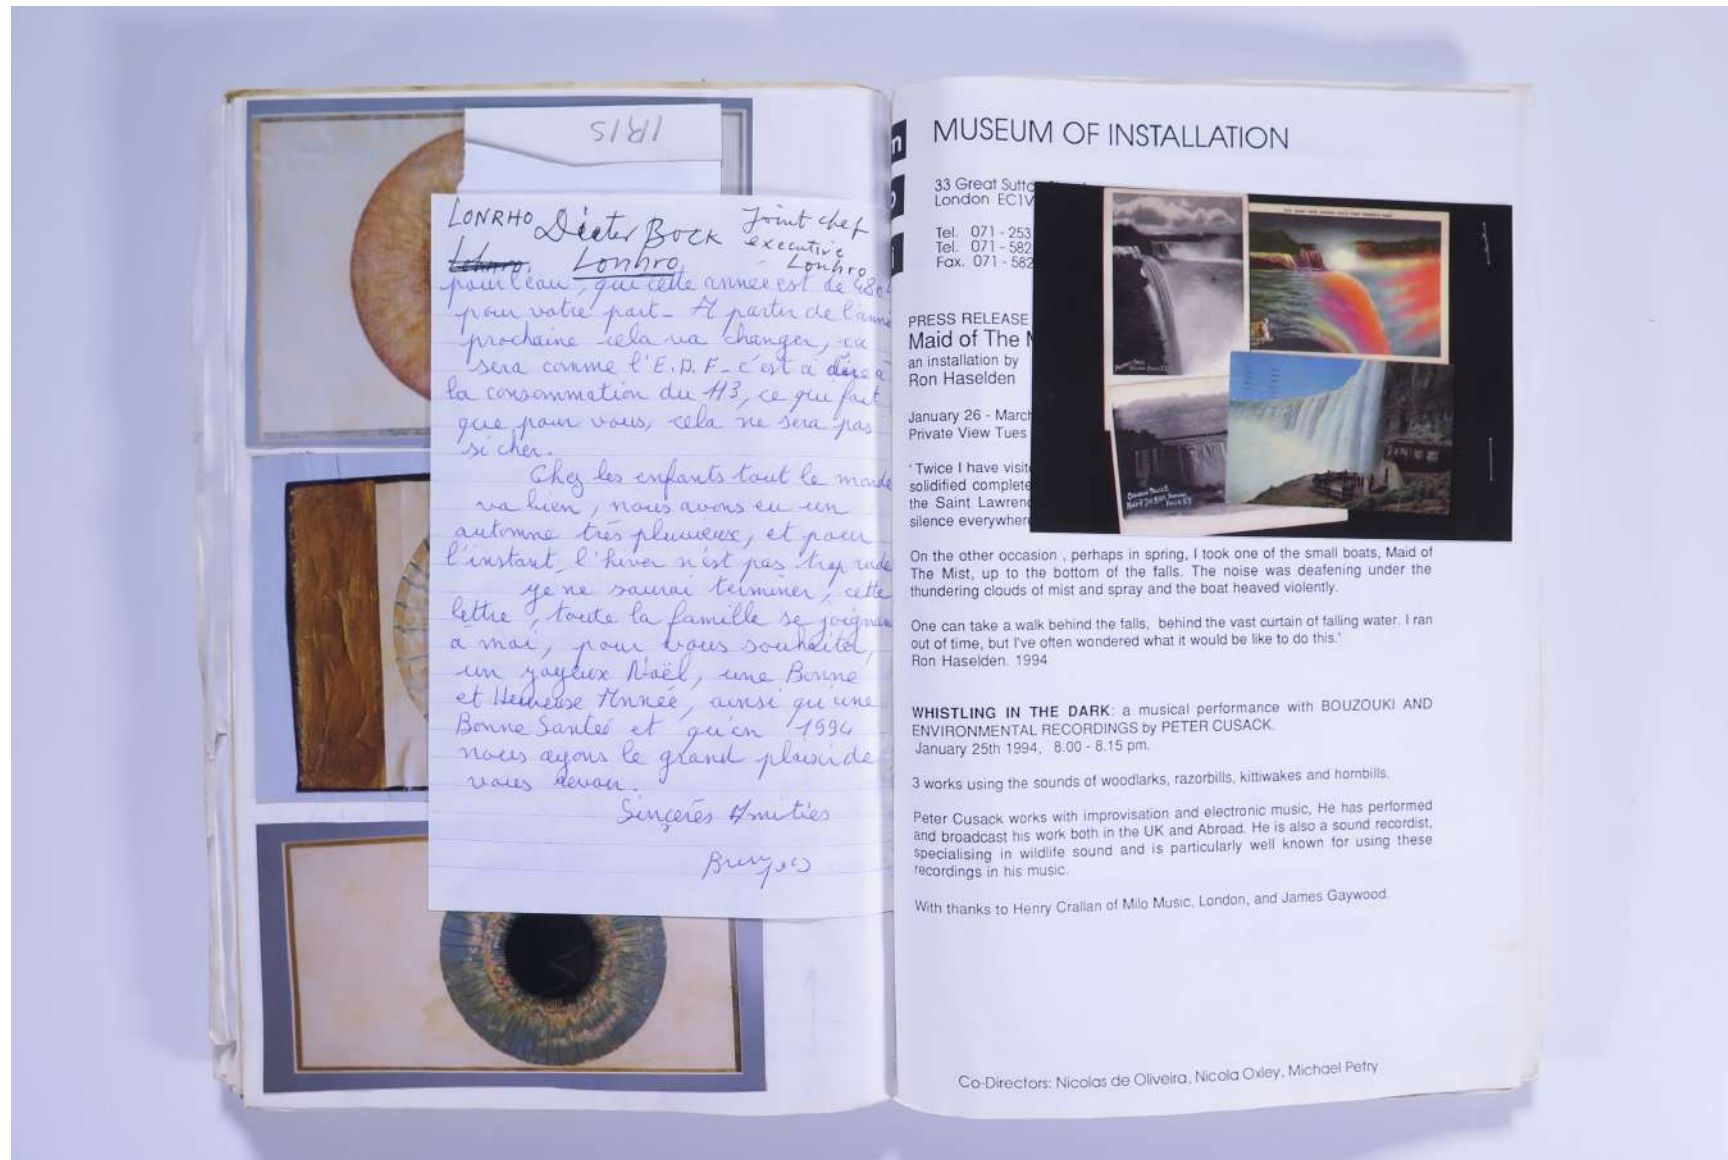 IRIS
LONRHO Dieter BOCK Joint chef
executive
Lonhro Lonhro
pour l'eau, qui cette année est de 480
pour votre part - A partir de l'anné
prochaine cela va changer, ce
sera comme l'E.D.F - c'est à dire à
la consommation du M3, ce qui fait
que pour vous, cela ne sera pas
si cher.
Chez les enfants tout le monde
va bien, nous avons eu un
automne très pluvieux, et pour
l'instant, l'hiver n'est pas trop rude
Je ne saurai terminer, cette
lettre, toute la famille se joignan
à moi, pour vous souhaiter,
un joyeux Noël, une Bonne
et Heureuse Année, ainsi qu'une
Bonne Santeé et qu'en 1994
nous ayons le grand plaisir de
vous revoir.
Sincères Amitiés
m
o
i
MUSEUM OF INSTALLATION
33 Great Sutto
London EC1V
Tel. 071 - 253
Tel. 071 - 582
Fax. 071 - 582
PRESS RELEASE
Maid of The M
an installation by
Ron Haselden
January 26 - March
Private View Tues
'Twice I have visit
solidified complete
the Saint Lawrenc
silence everywher
On the other occasion , perhaps in spring, I took one of the small boats, Maid of
The Mist, up to the bottom of the falls. The noise was deafening under the
thundering clouds of mist and spray and the boat heaved violently.
One can take a walk behind the falls, behind the vast curtain of falling water. I ran
out of time, but I've often wondered what it would be like to do this.'
Ron Haselden. 1994
WHISTLING IN THE DARK: a musical performance with BOUZOUKI AND
ENVIRONMENTAL RECORDINGS by PETER CUSACK.
January 25th 1994, 8.00 - 8.15 pm.
3 works using the sounds of woodlarks, razorbills, kittiwakes and hornbills.
Peter Cusack works with improvisation and electronic music, He has performed
and broadcast his work both in the UK and Abroad. He is also a sound recordist,
specialising in wildlife sound and is particularly well known for using these
recordings in his music.
With thanks to Henry Crallan of Milo Music, London, and James Gaywood.
Co-Directors: Nicolas de Oliveira, Nicola Oxley, Michael Petry